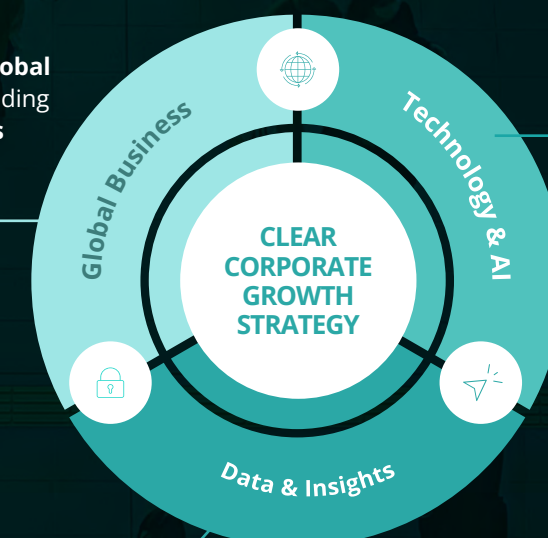 obal
ding
s
Global Business
Technology & AI
CLEAR
CORPORATE
GROWTH
STRATEGY
Data & Insights